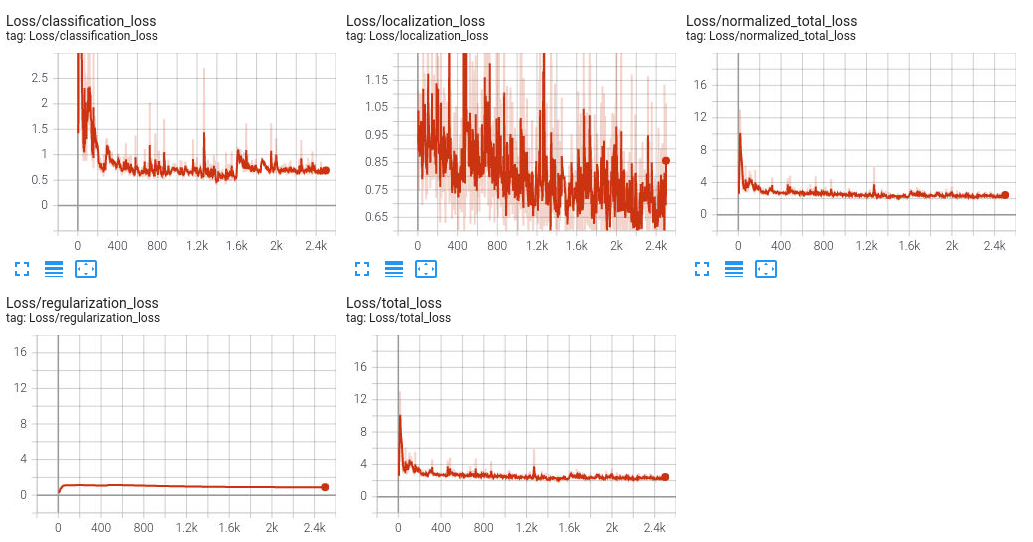 Loss/classification_loss
tag: Loss/classification_loss
2.5
2
1.5
1
0.5
0
0 400 800 1.2k 1.6k 2k 2.4k
Loss/localization_loss
tag: Loss/localization_loss
1.15
1.05
0.95
0.85
0.75
0.65
0 400 800 1.2k 1.6k 2k 2.4k
Loss/normalized_total_loss
tag: Loss/normalized_total_loss
16
12
8
4
0
0 400 800 1.2k 1.6k 2k 2.4k
Loss/regularization_loss
tag: Loss/regularization_loss
16
12
8
4
0
0 400 800 1.2k 1.6k 2k 2.4k
Loss/total_loss
tag: Loss/total_loss
16
12
8
4
0
0 400 800 1.2k 1.6k 2k 2.4k